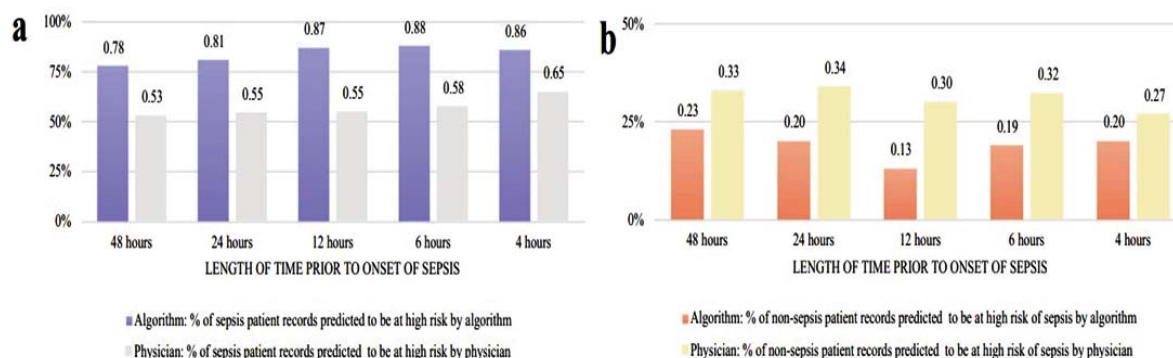 a
100%
75%
50%
25%
0%
0.78
0.53
0.81
0.55
0.87
0.55
0.88
0.58
0.86
0.65
48 hours
24 hours
12 hours
6 hours
4 hours
LENGTH OF TIME PRIOR TO ONSET OF SEPSIS
Algorithm: % of sepsis patient records predicted to be at high risk by algorithm
Physician: % of sepsis patient records predicted to be at high risk by physician
b
50%
25%
0%
0.23
0.33
0.20
0.34
0.13
0.30
0.19
0.32
0.20
0.27
48 hours
24 hours
12 hours
6 hours
4 hours
LENGTH OF TIME PRIOR TO ONSET OF SEPSIS
Algorithm: % of non-sepsis patient records predicted to be at high risk of sepsis by algorithm
Physician: % of non-sepsis patient records predicted to be at high risk of sepsis by physician